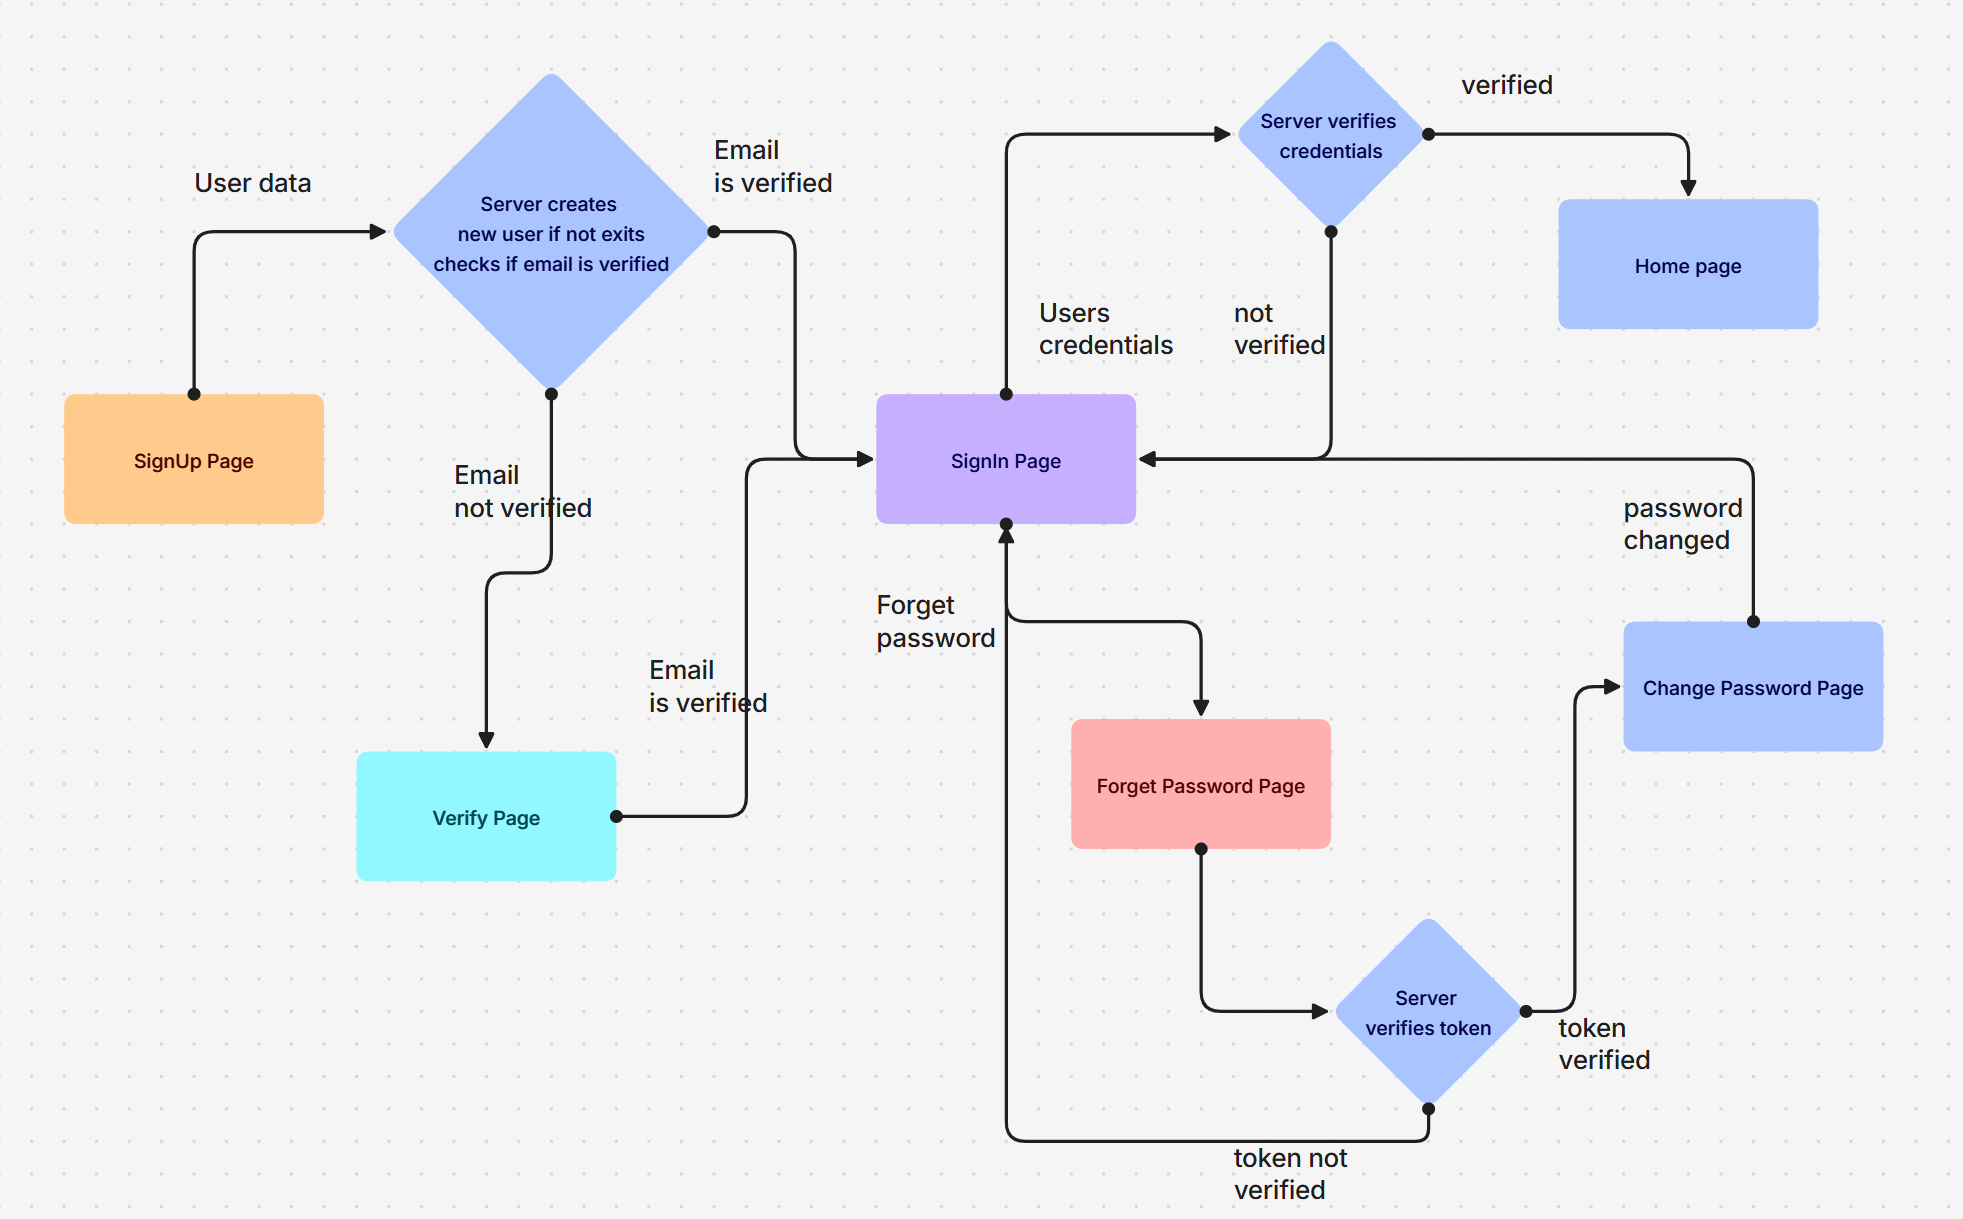 verified
Server verifies
credentials
Email
is verified
User data
Server creates
new user if not exits
checks if email is verified
Home page
Users
credentials
not
verified
SignUp Page
SignIn Page
Email
not verified
password
changed
Forget
password
Email
is verified
Change Password Page
Forget Password Page
Verify Page
Server
verifies token
token
verified
token not
verified